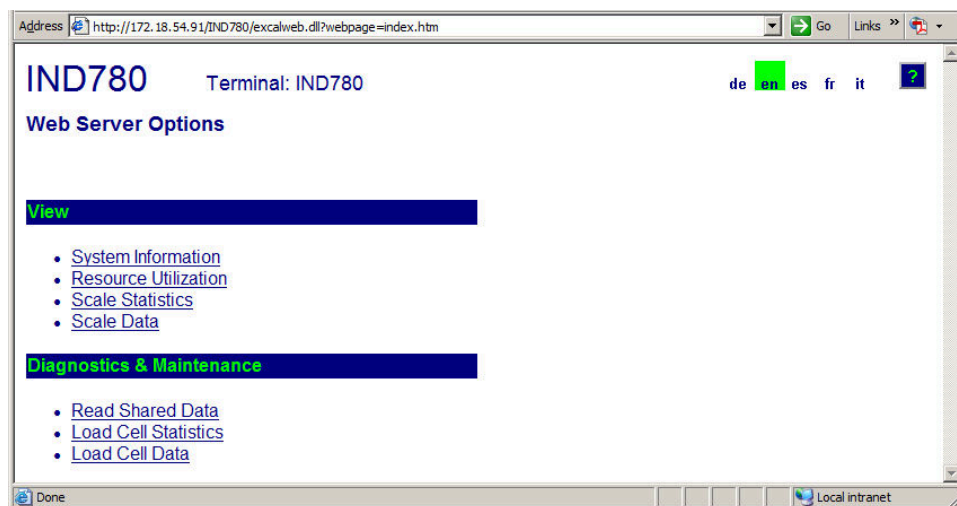 Address http://172.18.54.91/IND780/excalweb.dll?webpage=index.htm Go Links »
IND780 Terminal: IND780 de en es fr it ?
Web Server Options
View
• System Information
• Resource Utilization
• Scale Statistics
• Scale Data
Diagnostics & Maintenance
• Read Shared Data
• Load Cell Statistics
• Load Cell Data
Done Local intranet